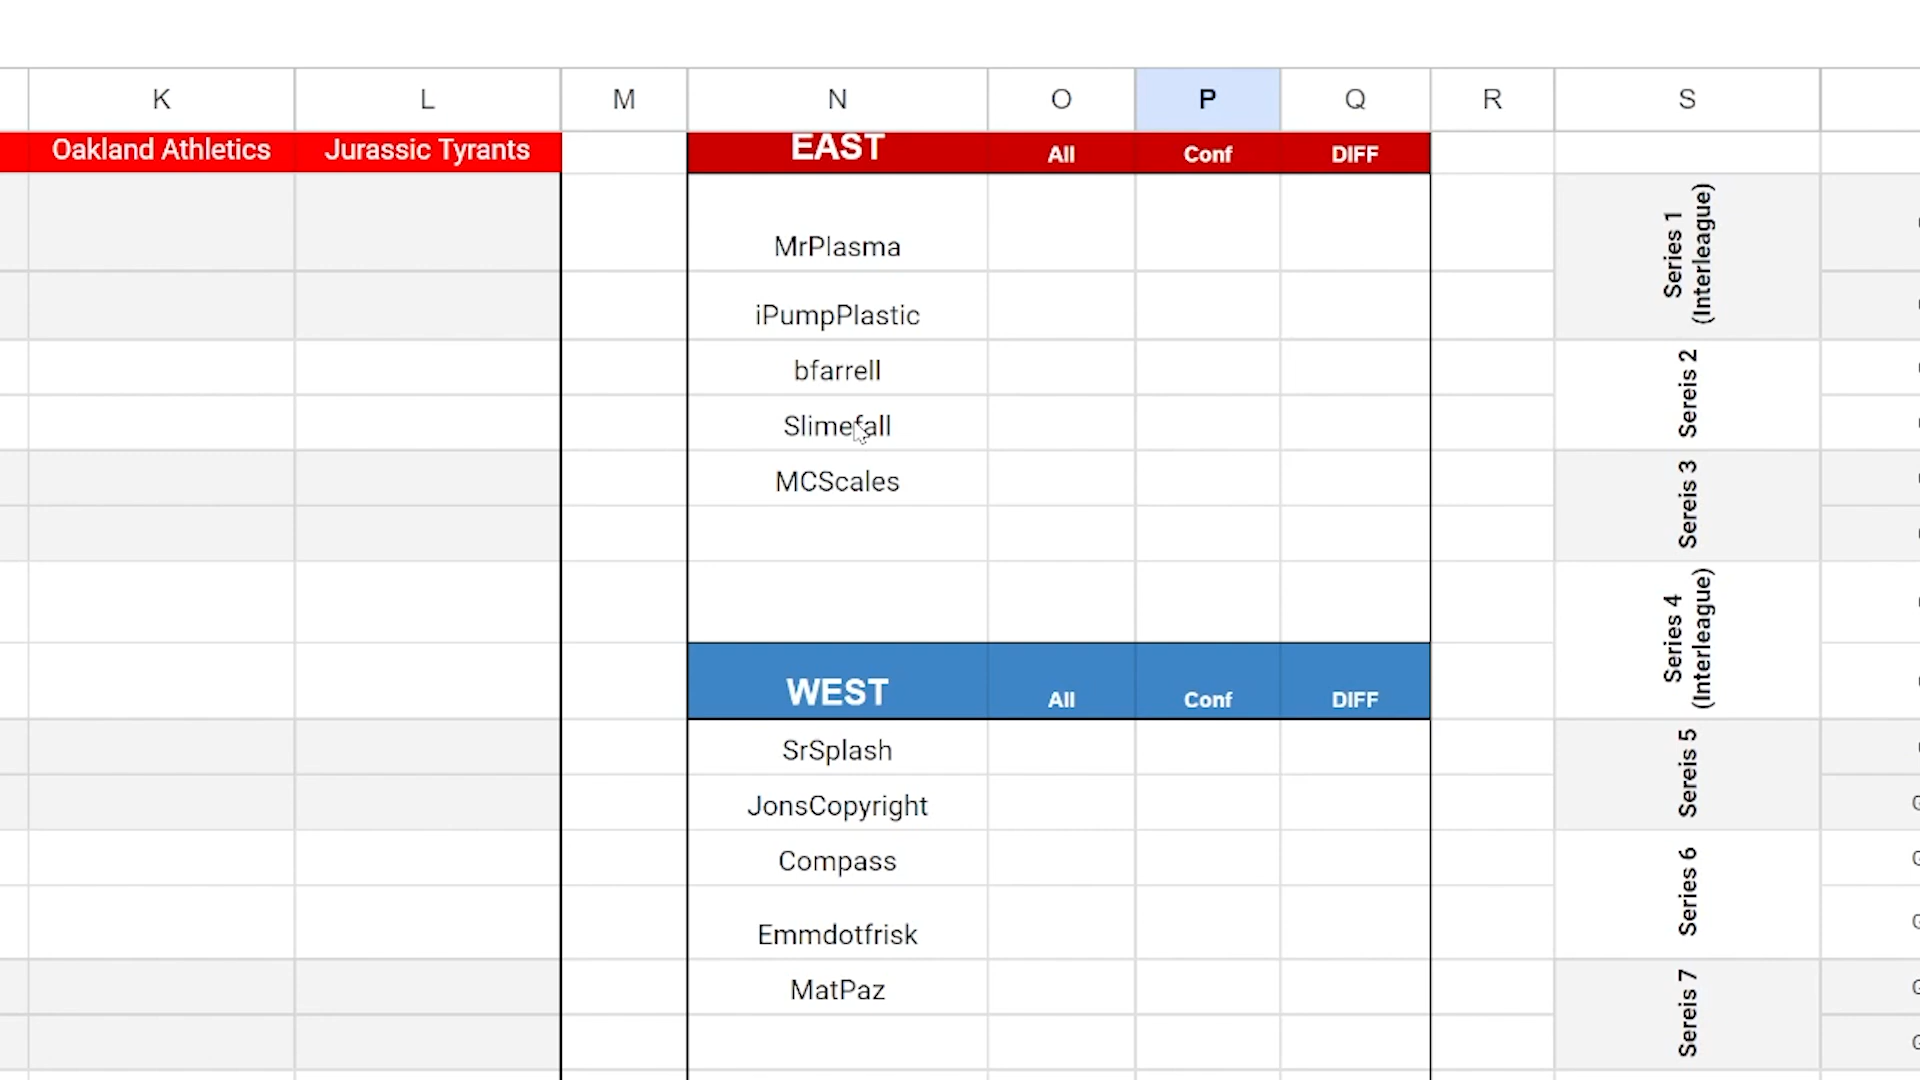 K L M N O P Q R S
Oakland Athletics Jurassic Tyrants EAST All Conf DIFF
MrPlasma
iPumpPlastic
bfarrell
Slimefall
MCScales
WEST All Conf DIFF
SrSplash
JonsCopyright
Compass
Emmdotfrisk
MatPaz
Series 1
(Interleague)
Sereis 2
Sereis 3
Series 4
(Interleague)
Sereis 5
Series 6
Sereis 7